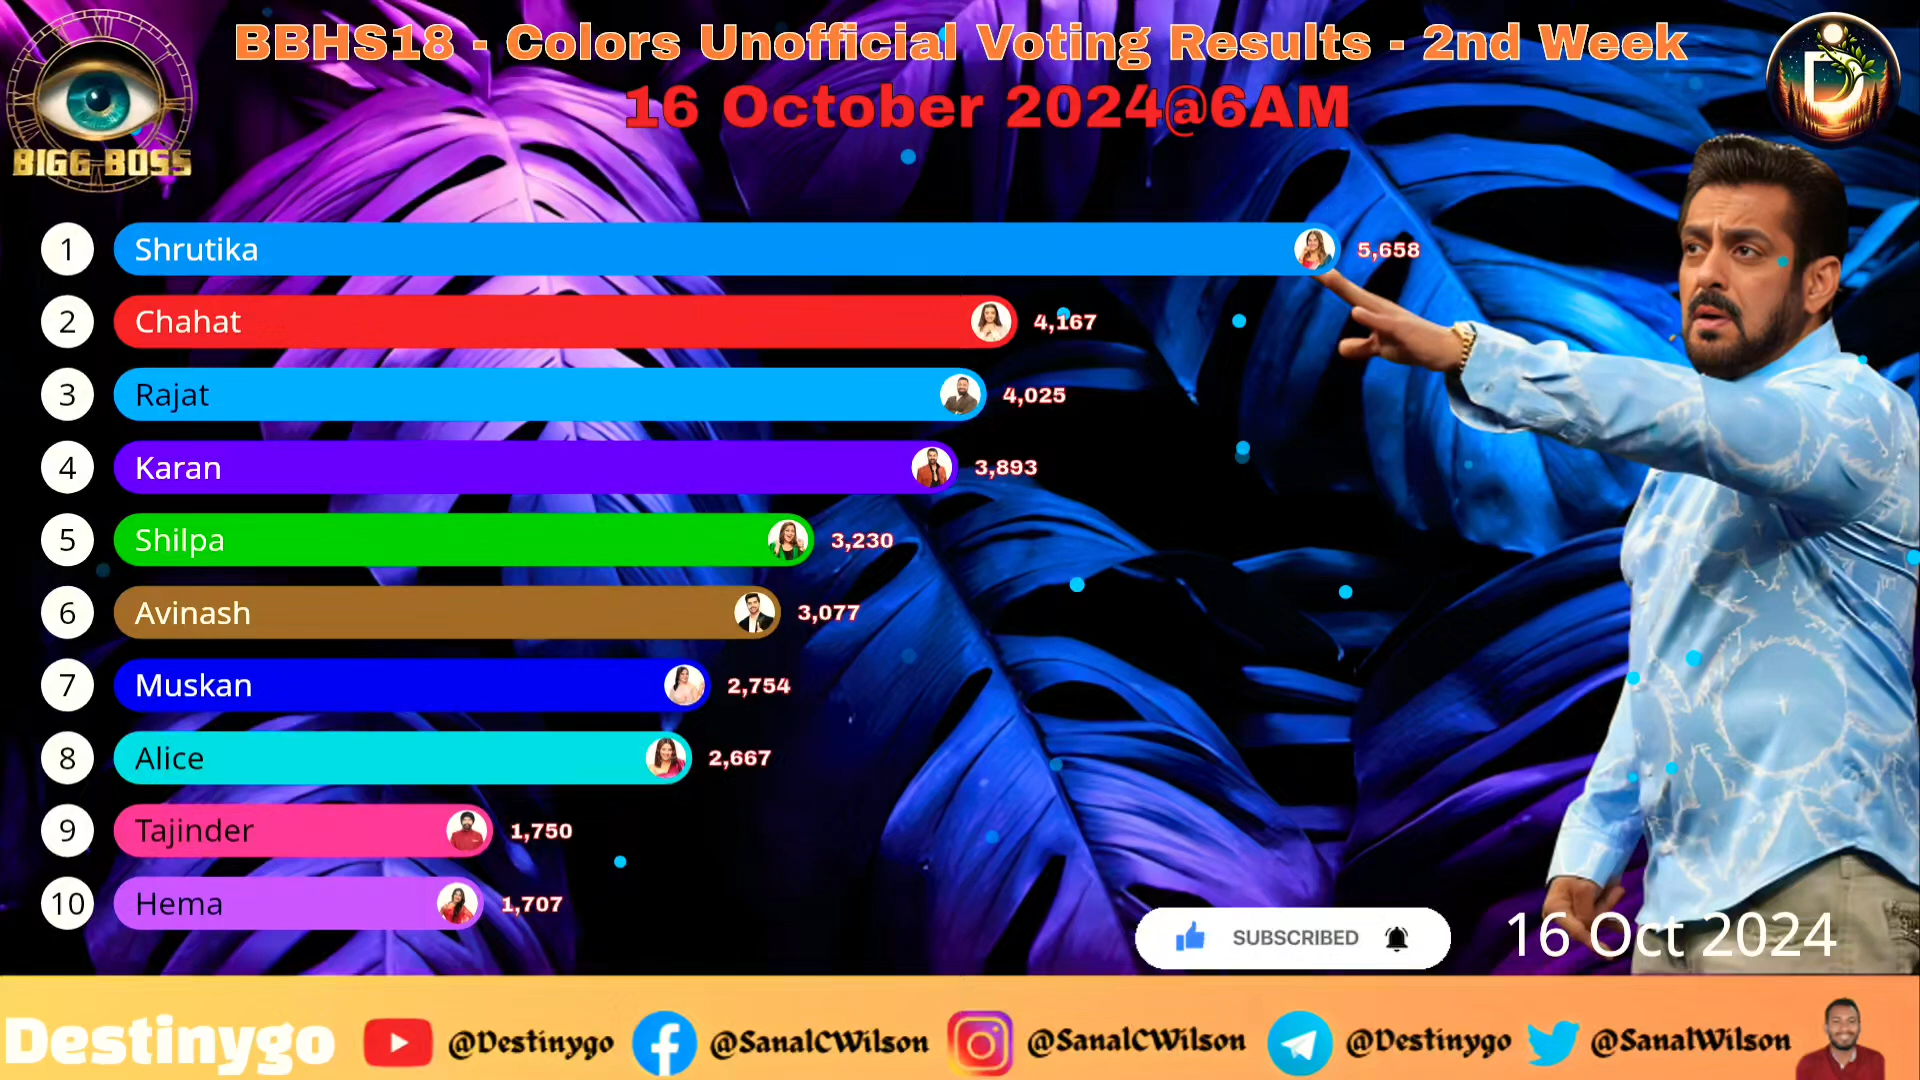 BBHS18 - Colors Unofficial Voting Results - 2nd Week
16 October 2024@6AM
BIGG BOSS
D
1 Shrutika 5,658
2 Chahat 4,167
3 Rajat 4,025
4 Karan 3,893
5 Shilpa 3,230
6 Avinash 3,077
7 Muskan 2,754
8 Alice 2,667
9 Tajinder 1,750
10 Hema 1,707
SUBSCRIBED
16 Oct 2024
Destinygo @Destinygo @SanalCWilson @SanalCWilson @Destinygo @SanalWilson